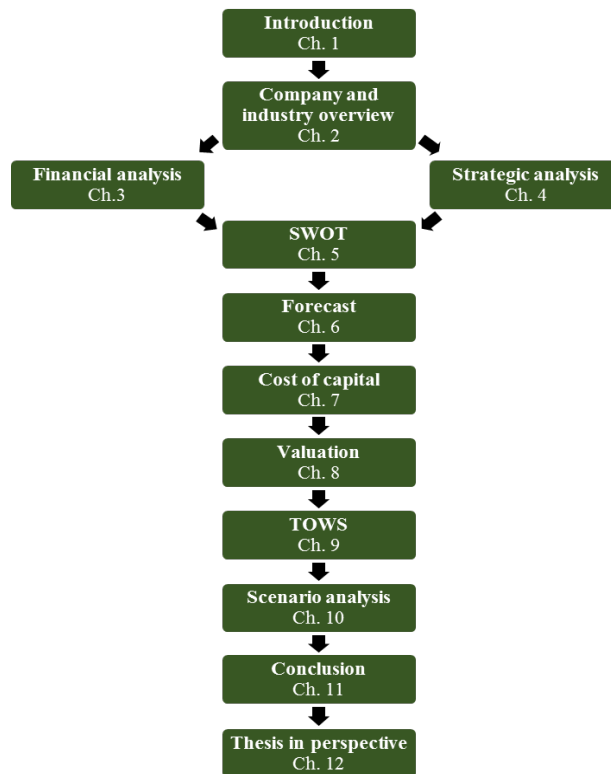 Introduction
Ch. 1
Company and
industry overview
Ch. 2
Financial analysis
Ch.3
Strategic analysis
Ch. 4
SWOT
Ch. 5
Forecast
Ch. 6
Cost of capital
Ch. 7
Valuation
Ch. 8
TOWS
Ch. 9
Scenario analysis
Ch. 10
Conclusion
Ch. 11
Thesis in perspective
Ch. 12